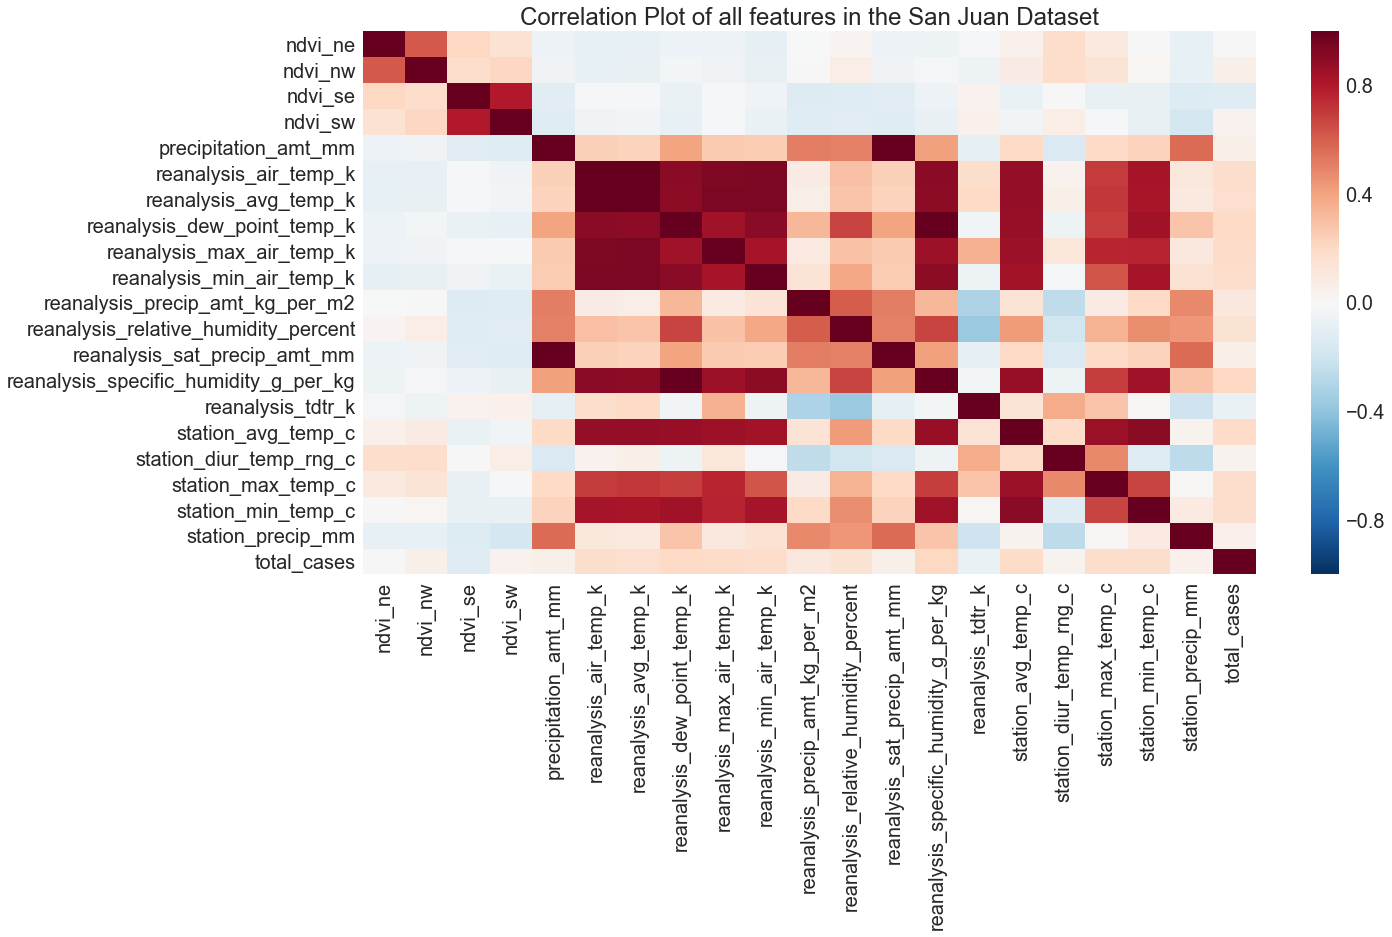 Correlation Plot of all features in the San Juan Dataset
ndvi_ne
ndvi_nw
ndvi_se
ndvi_sw
precipitation_amt_mm
reanalysis_air_temp_k
reanalysis_avg_temp_k
reanalysis_dew_point_temp_k
reanalysis_max_air_temp_k
reanalysis_min_air_temp_k
reanalysis_precip_amt_kg_per_m2
reanalysis_relative_humidity_percent
reanalysis_sat_precip_amt_mm
reanalysis_specific_humidity_g_per_kg
reanalysis_tdtr_k
station_avg_temp_c
station_diur_temp_rng_c
station_max_temp_c
station_min_temp_c
station_precip_mm
total_cases
ndvi_ne
ndvi_nw
ndvi_se
ndvi_sw
precipitation_amt_mm
reanalysis_air_temp_k
reanalysis_avg_temp_k
reanalysis_dew_point_temp_k
reanalysis_max_air_temp_k
reanalysis_min_air_temp_k
reanalysis_precip_amt_kg_per_m2
reanalysis_relative_humidity_percent
reanalysis_sat_precip_amt_mm
reanalysis_specific_humidity_g_per_kg
reanalysis_tdtr_k
station_avg_temp_c
station_diur_temp_rng_c
station_max_temp_c
station_min_temp_c
station_precip_mm
total_cases
0.8
0.4
0.0
−0.4
−0.8